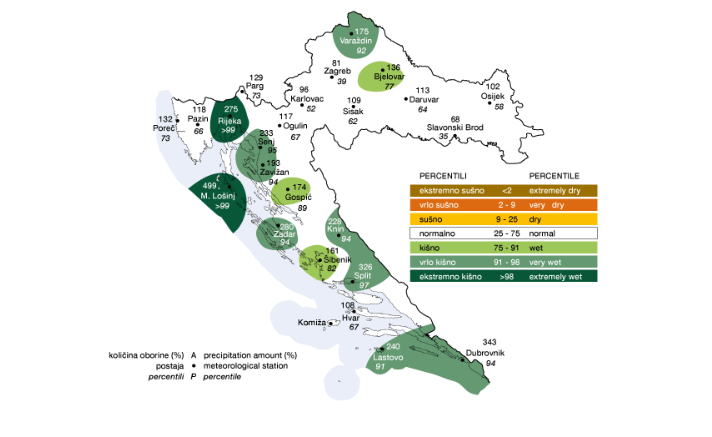 175
Varaždin
92
81
Zagreb
39
136
Bjelovar
77
129
Parg
73
96
Karlovac
52
109
Sisak
62
113
Daruvar
64
102
Osijek
58
68
Slavonski Brod
35
132
Poreč
73
118
Pazin
66
275
Rijeka
>99
117
Ogulin
67
233
Senj
95
193
Zavižan
94
499
M. Lošinj
>99
174
Gospić
89
280
Zadar
94
228
Knin
94
161
Šibenik
82
326
Split
97
108
Hvar
67
Komiža
240
Lastovo
91
343
Dubrovnik
94
PERCENTILI PERCENTILE
ekstremno sušno <2 extremely dry
vrlo sušno 2 - 9 very dry
sušno 9 - 25 dry
normalno 25 - 75 normal
kišno 75 - 91 wet
vrlo kišno 91 - 98 very wet
ekstremno kišno >98 extremely wet
količina oborine (%) A precipitation amount (%)
postaja • meteorological station
percentili P percentile